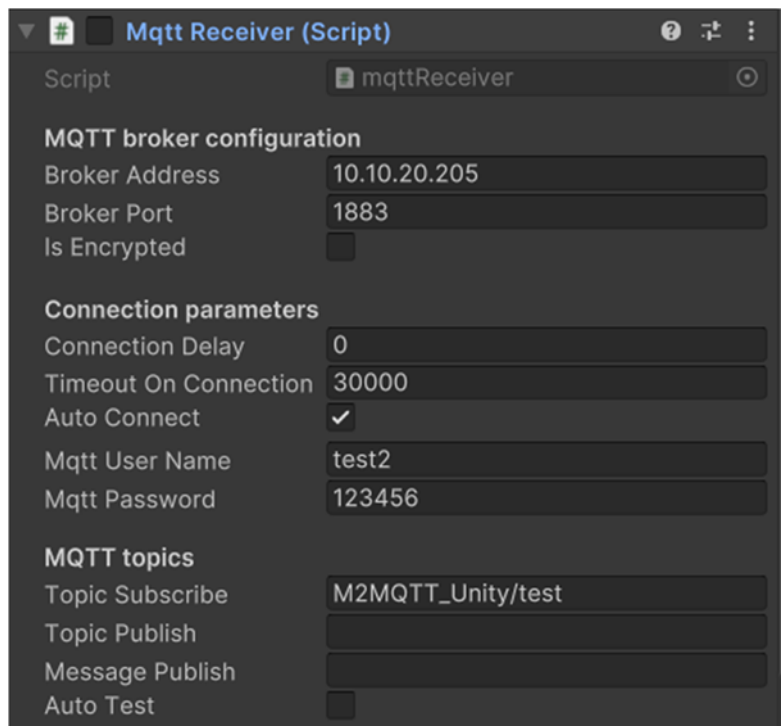 Mqtt Receiver (Script)
Script mqttReceiver
MQTT broker configuration
Broker Address 10.10.20.205
Broker Port 1883
Is Encrypted
Connection parameters
Connection Delay 0
Timeout On Connection 30000
Auto Connect
Mqtt User Name test2
Mqtt Password 123456
MQTT topics
Topic Subscribe M2MQTT_Unity/test
Topic Publish
Message Publish
Auto Test